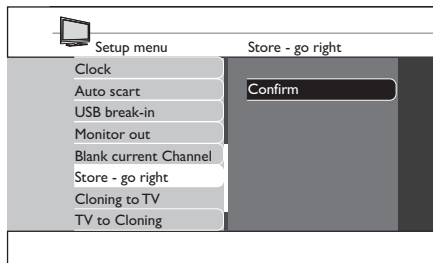 Setup menu
Store - go right
Clock
Auto scart
USB break-in
Monitor out
Blank current Channel
Store - go right
Cloning to TV
TV to Cloning
Confirm